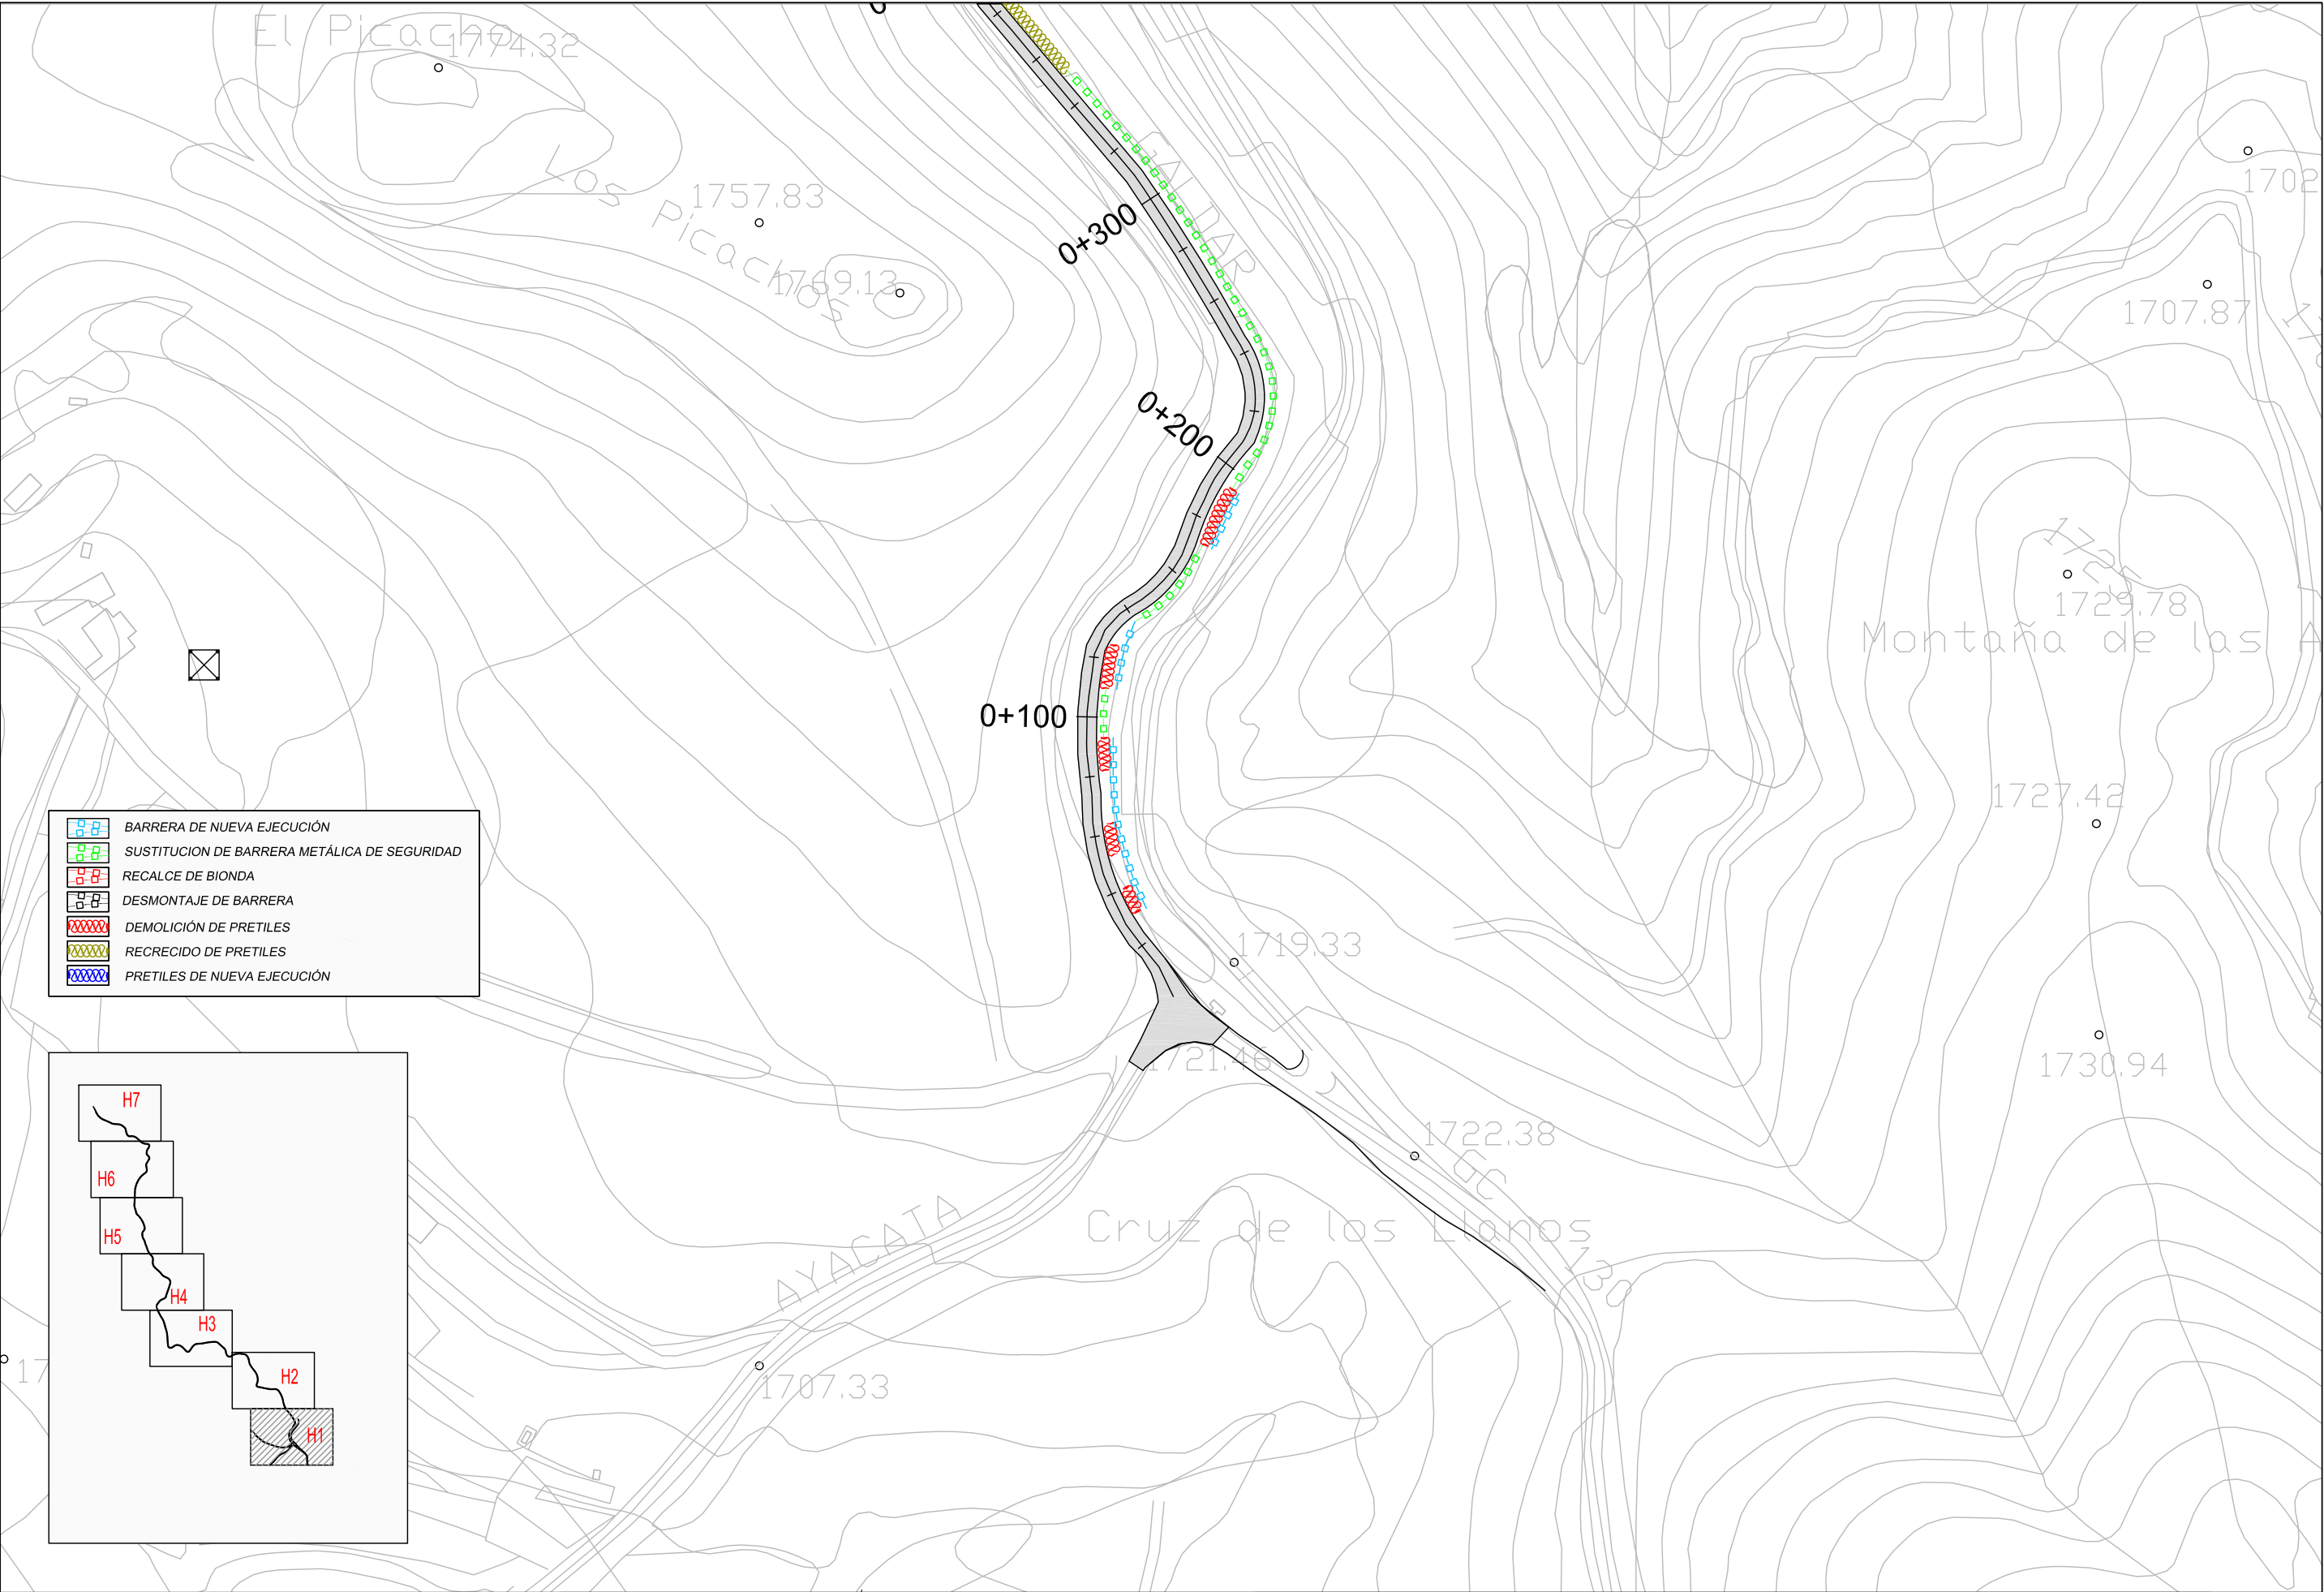 El Picacho
1774.32
1757.83
Los Picachos
1769.13
0+300
1702
1707.87
0+200
1729.78
Montaña de las A
0+100
1727.42
BARRERA DE NUEVA EJECUCIÓN
SUSTITUCION DE BARRERA METÁLICA DE SEGURIDAD
RECALCE DE BIONDA
DESMONTAJE DE BARRERA
DEMOLICIÓN DE PRETILES
RECRECIDO DE PRETILES
PRETILES DE NUEVA EJECUCIÓN
1719.33
1721.46
1730.94
1722.38
AYACATA
Cruz de los Llanos
de
130
1707.33
17
H7
H6
H5
H4
H3
H2
H1